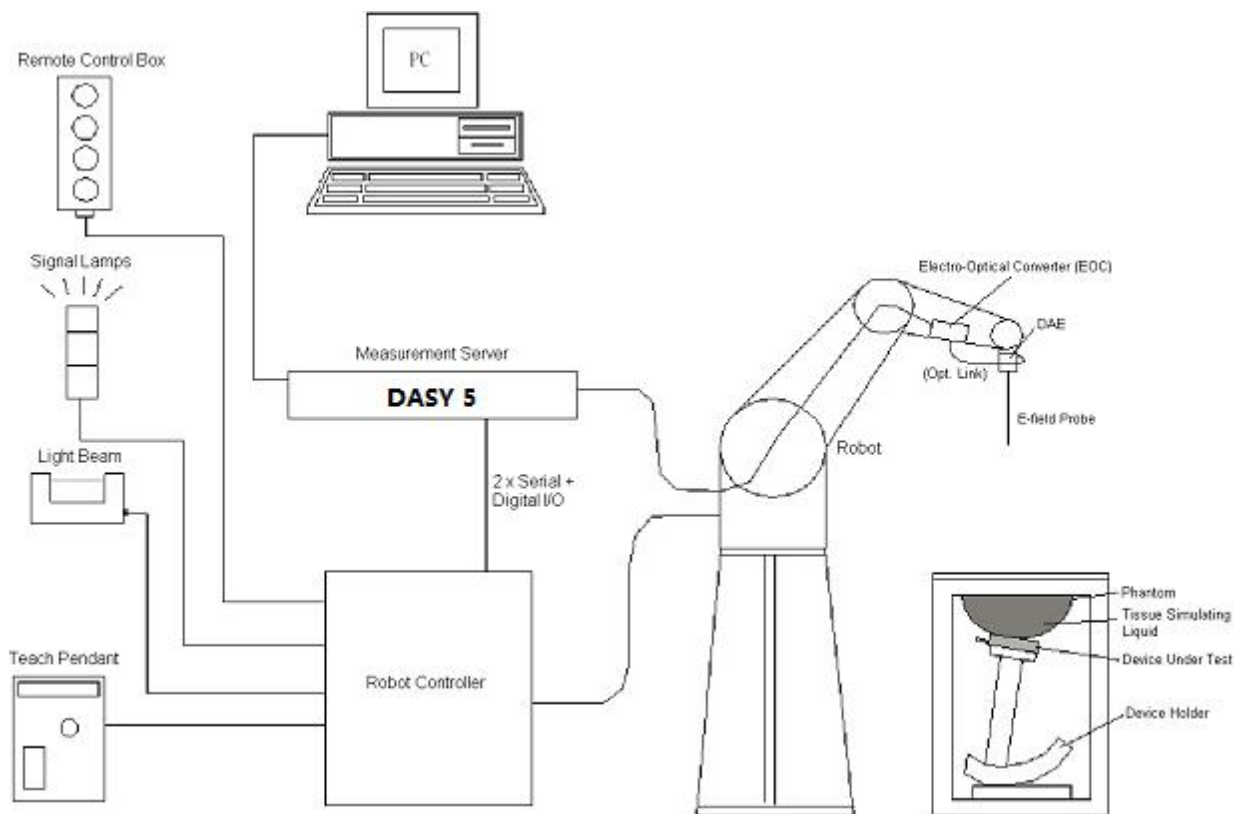 Remote Control Box
PC
Signal Lamps
Electro-Optical Converter (EOC)
DAE
(Opt. Link)
E-field Probe
Measurement Server
DASY 5
Robot
Light Beam
2 x Serial +
Digital I/O
Phantom
Tissue Simulating
Liquid
Device Under Test
Teach Pendant
Robot Controller
Device Holder